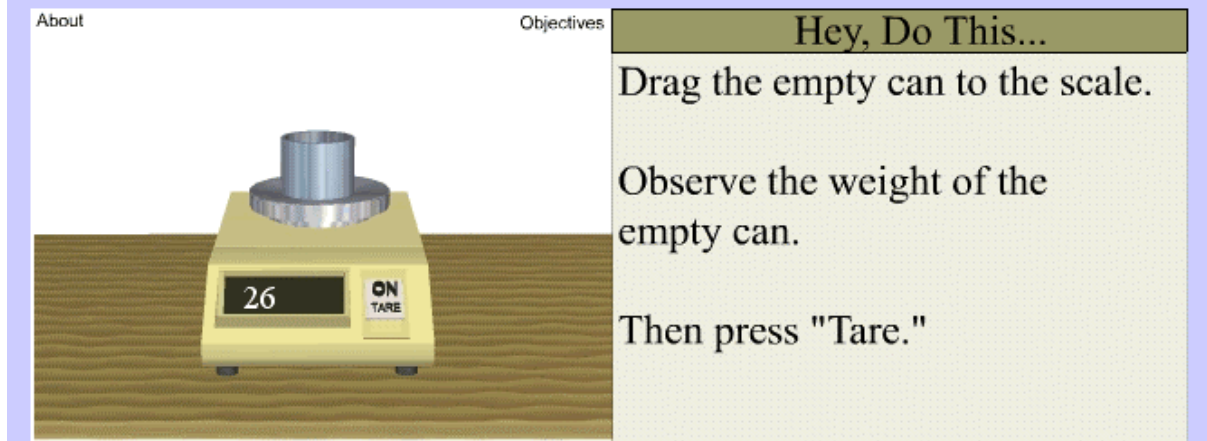 About
Objectives
Hey, Do This...
Drag the empty can to the scale.
Observe the weight of the
empty can.
Then press "Tare."
26
ON
TARE